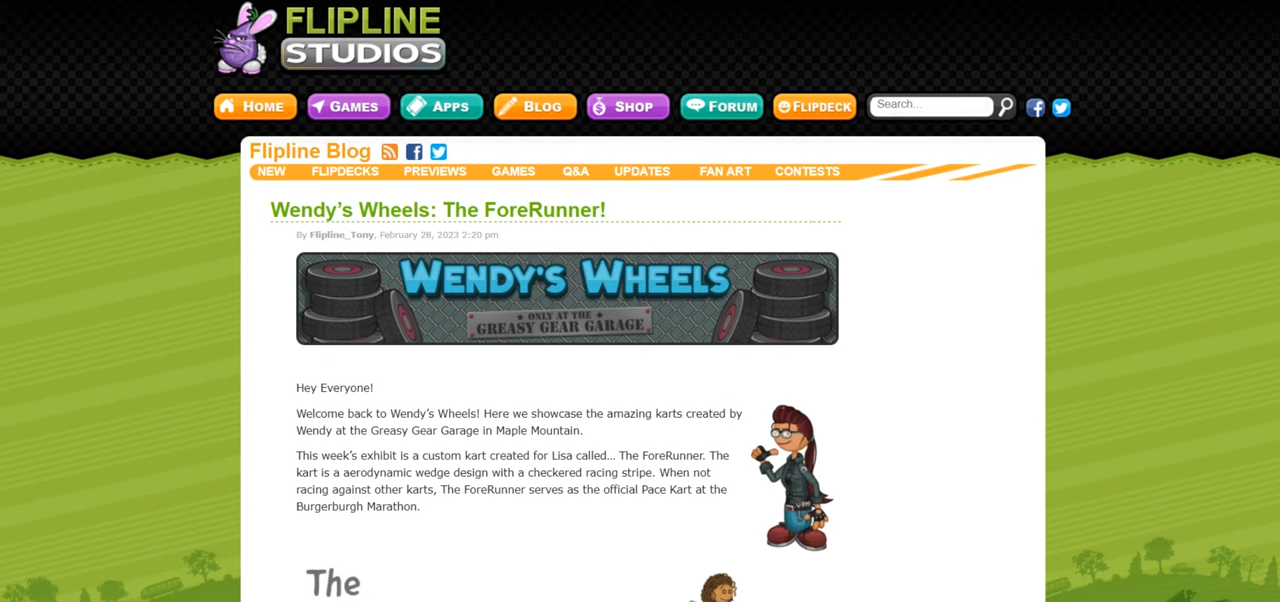 FLIPLINE
STUDIOS
HOME GAMES APPS BLOG SHOP FORUM FLIPDECK Search...
Flipline Blog
NEW FLIPDECKS PREVIEWS GAMES Q&A UPDATES FAN ART CONTESTS
Wendy’s Wheels: The ForeRunner!
By Flipline_Tony, February 28, 2023 2:20 pm
WENDY'S WHEELS
ONLY AT THE
GREASY GEAR GARAGE
Hey Everyone!
Welcome back to Wendy’s Wheels! Here we showcase the amazing karts created by
Wendy at the Greasy Gear Garage in Maple Mountain.
This week’s exhibit is a custom kart created for Lisa called… The ForeRunner. The
kart is a aerodynamic wedge design with a checkered racing stripe. When not
racing against other karts, The ForeRunner serves as the official Pace Kart at the
Burgerburgh Marathon.
The